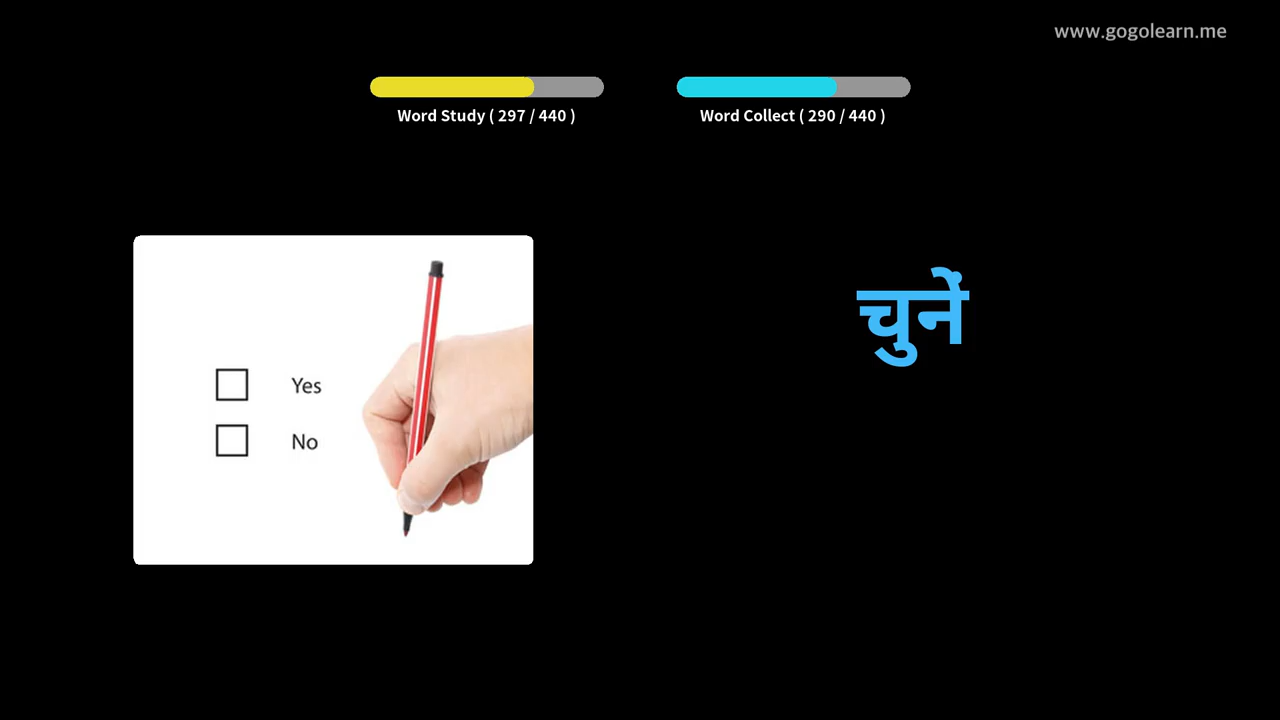 www.gogolearn.me
Word Study ( 297 / 440 )
Word Collect ( 290 / 440 )
चुनें
Yes
No